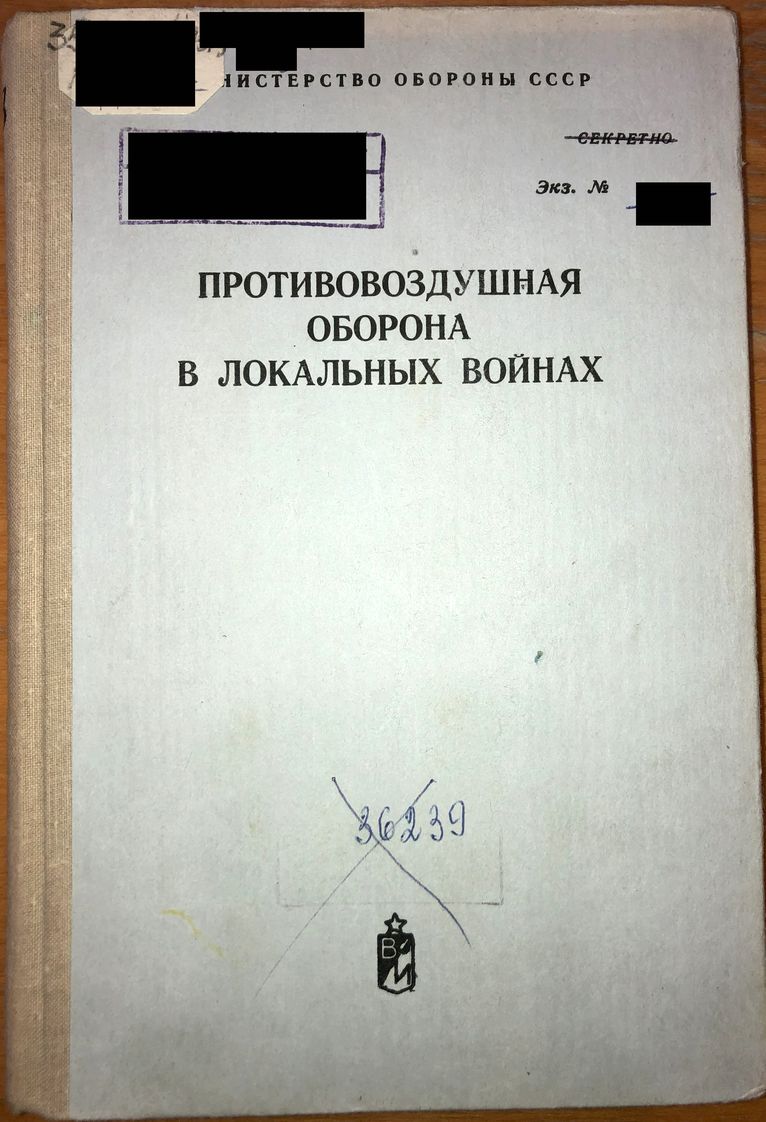 НИСТЕРСТВО ОБОРОНЫ СССР
СЕКРЕТНО
Экз. №
ПРОТИВОВОЗДУШНАЯ
ОБОРОНА
В ЛОКАЛЬНЫХ ВОЙНАХ
36239
В
И